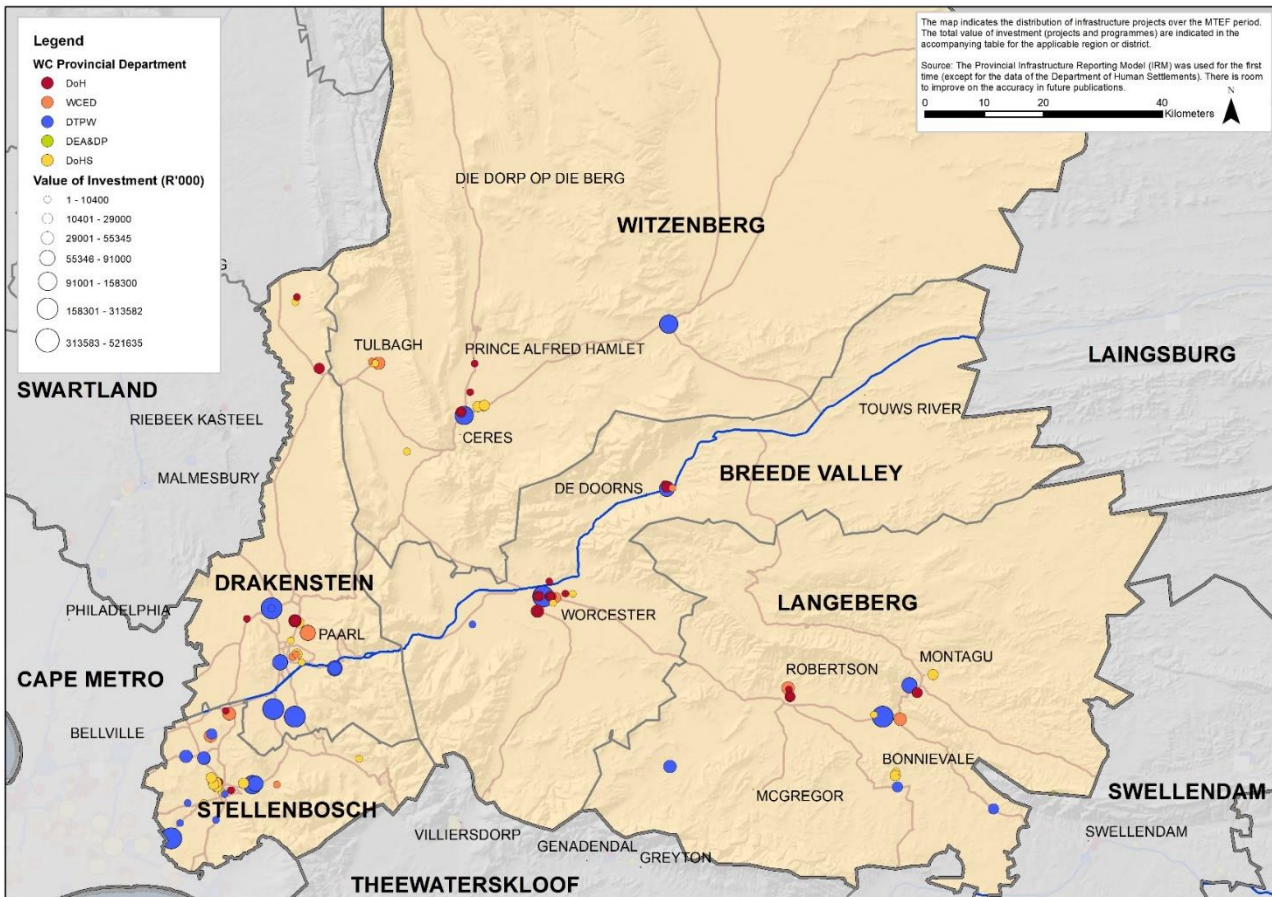 Legend
WC Provincial Department
DoH
WCED
DTPW
DEA&DP
DoHS
Value of Investment (R'000)
1 - 10400
10401 - 29000
29001 - 55345
55346 - 91000
91001 - 158300
158301 - 313582
313583 - 521635
The map indicates the distribution of infrastructure projects over the MTEF period.
The total value of investment (projects and programmes) are indicated in the
accompanying table for the applicable region or district.
Source: The Provincial Infrastructure Reporting Model (IRM) was used for the first
time (except for the data of the Department of Human Settlements). There is room
to improve on the accuracy in future publications.
N
0 10 20 40
Kilometers
DIE DORP OP DIE BERG
WITZENBERG
TULBAGH
PRINCE ALFRED HAMLET
LAINGSBURG
SWARTLAND
RIEBEEK KASTEEL
TOUWS RIVER
CERES
MALMESBURY
BREEDE VALLEY
DE DOORNS
DRAKENSTEIN
PHILADELPHIA
LANGEBERG
WORCESTER
PAARL
MONTAGU
ROBERTSON
CAPE METRO
BELLVILLE
BONNIEVALE
SWELLENDAM
MCGREGOR
STELLENBOSCH
VILLIERSDORP
SWELLENDAM
GENADENDAL
GREYTON
THEEWATERSKLOOF